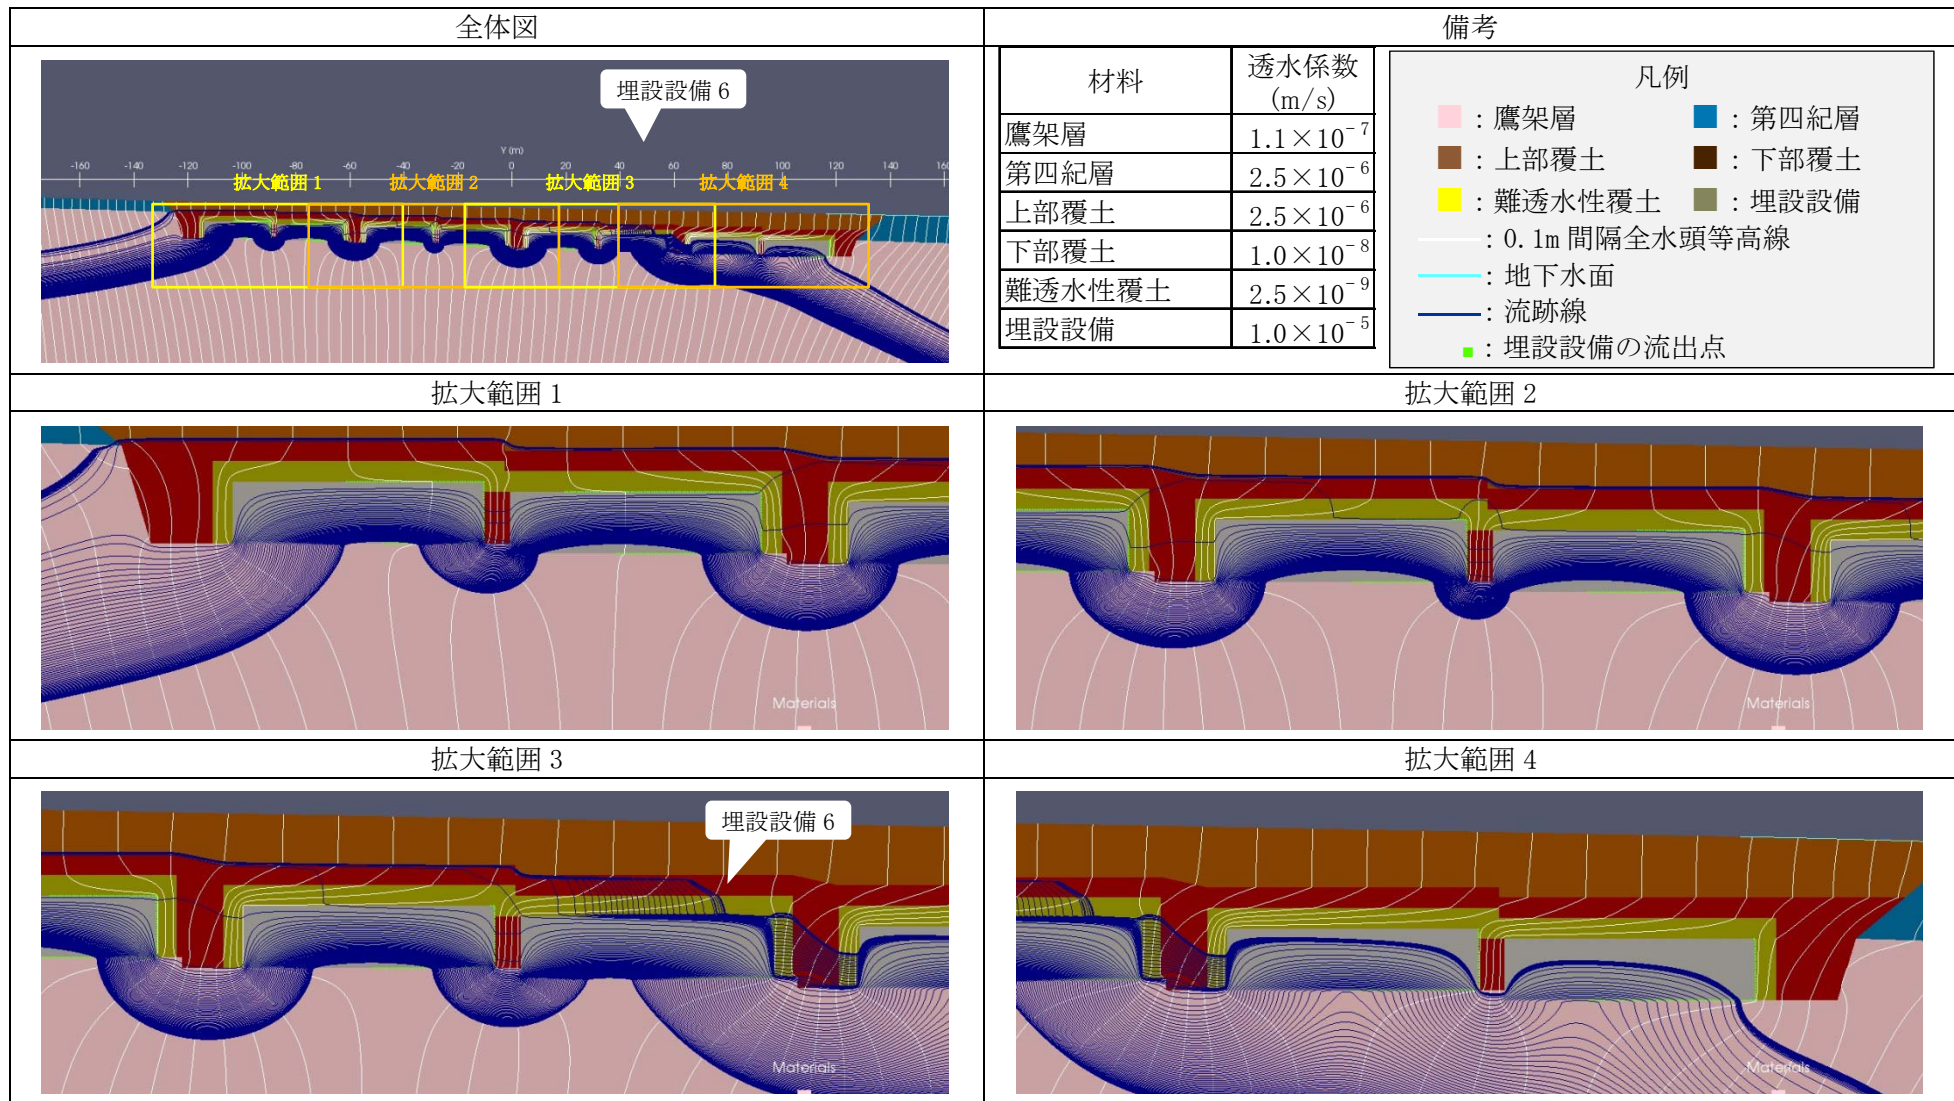 全体図
備考
埋設設備 6
Y (m)
-160 -140 -120 -100 -80 -60 -40 -20 0 20 40 60 80 100 120 140 160
拡大範囲 1 拡大範囲 2 拡大範囲 3 拡大範囲 4
材料 透水係数
(m/s)
鷹架層 1.1×10⁻⁷
第四紀層 2.5×10⁻⁶
上部覆土 2.5×10⁻⁶
下部覆土 1.0×10⁻⁸
難透水性覆土 2.5×10⁻⁹
埋設設備 1.0×10⁻⁵
凡例
：鷹架層 ：第四紀層
：上部覆土 ：下部覆土
：難透水性覆土 ：埋設設備
：0.1m 間隔全水頭等高線
：地下水面
：流跡線
：埋設設備の流出点
拡大範囲 1
拡大範囲 2
Materials
Materials
拡大範囲 3
拡大範囲 4
埋設設備 6
Materials
Materials